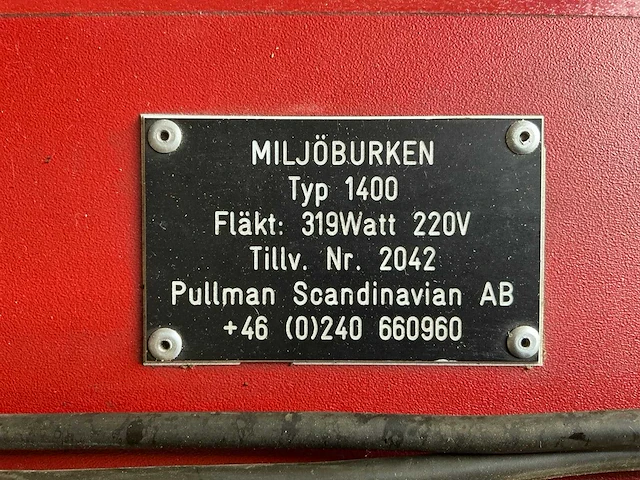 MILJÖBURKEN
Typ 1400
Fläkt: 319Watt 220V
Tillv. Nr. 2042
Pullman Scandinavian AB
+46 (0)240 660960